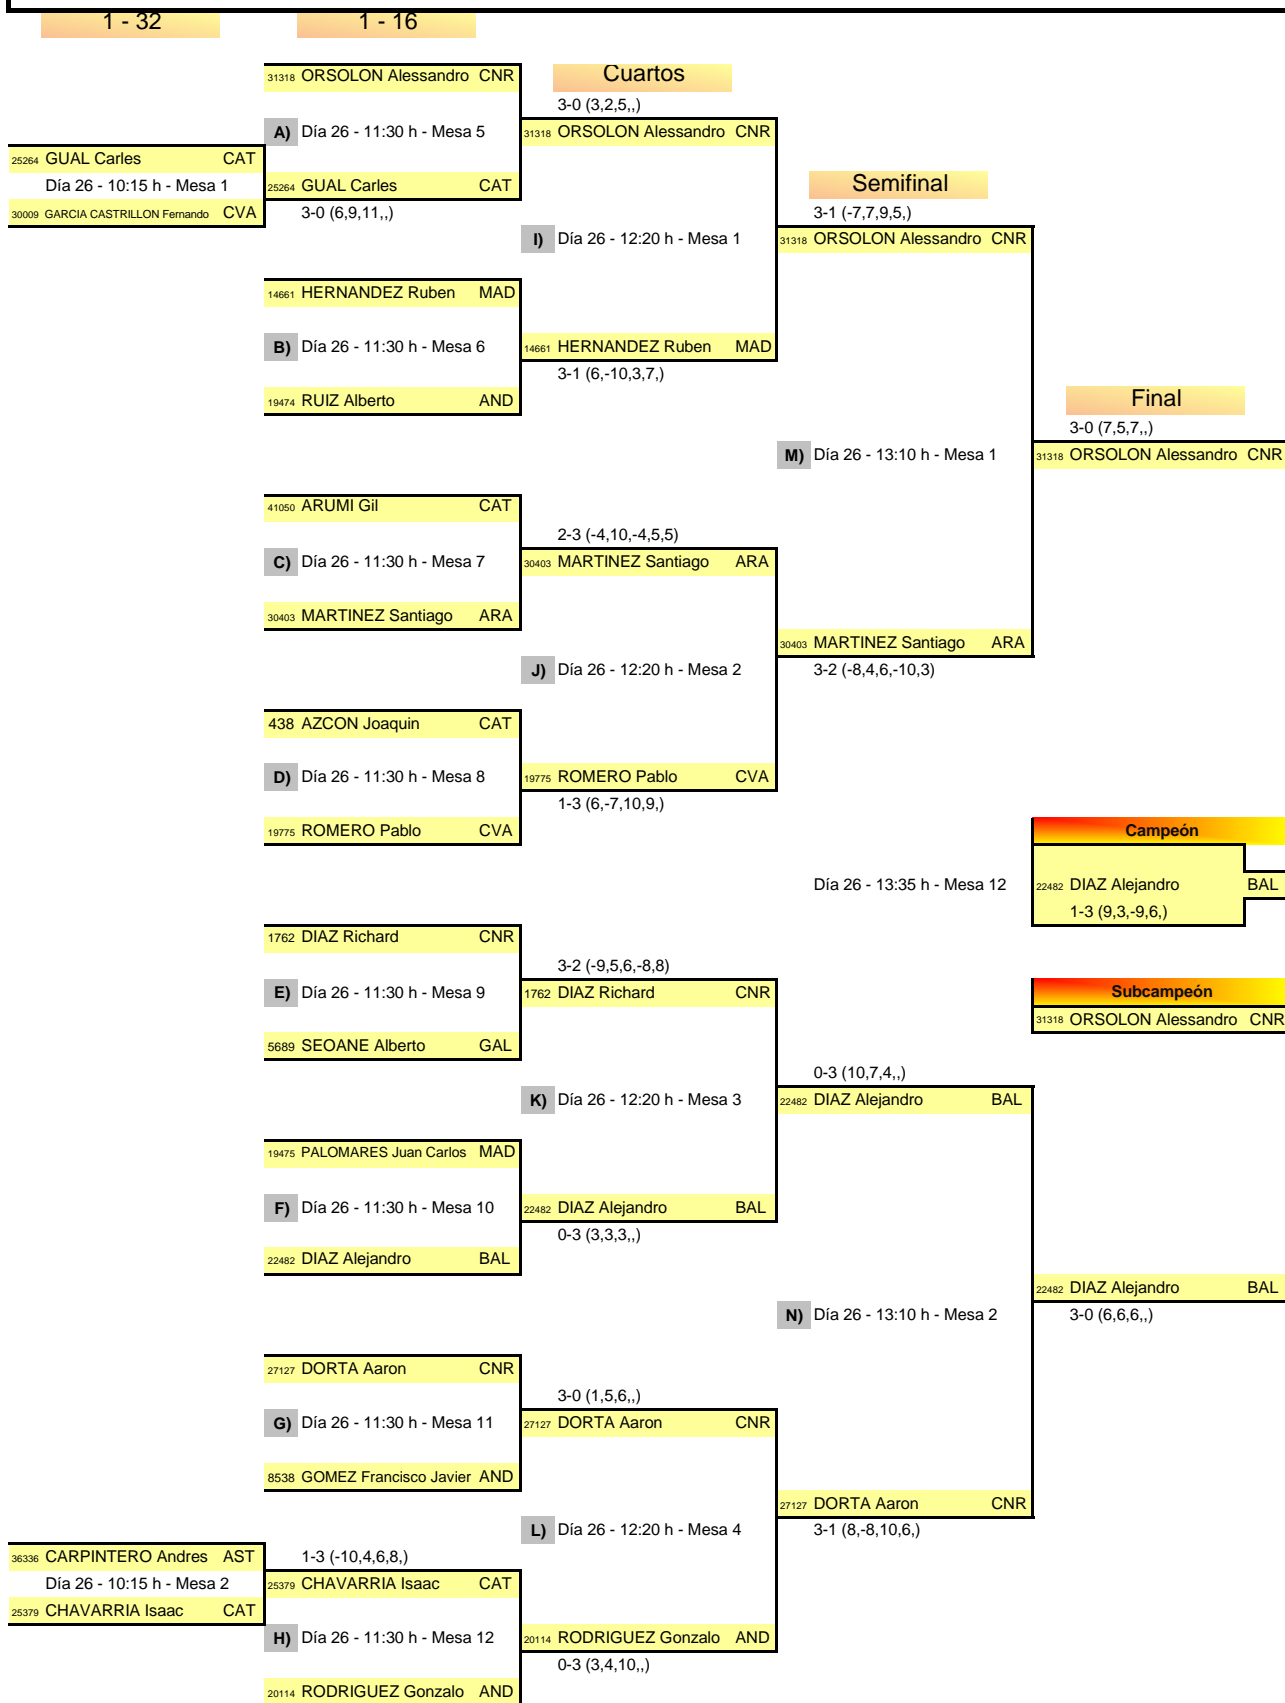 1 - 32
1 - 16
31318 ORSOLON Alessandro CNR
Cuartos
3-0 (3,2,5,,)
A) Día 26 - 11:30 h - Mesa 5
31318 ORSOLON Alessandro CNR
25264 GUAL Carles CAT
Día 26 - 10:15 h - Mesa 1
25264 GUAL Carles CAT
Semifinal
30009 GARCIA CASTRILLON Fernando CVA
3-0 (6,9,11,,)
3-1 (-7,7,9,5,)
I) Día 26 - 12:20 h - Mesa 1
31318 ORSOLON Alessandro CNR
14661 HERNANDEZ Ruben MAD
B) Día 26 - 11:30 h - Mesa 6
14661 HERNANDEZ Ruben MAD
3-1 (6,-10,3,7,)
19474 RUIZ Alberto AND
Final
3-0 (7,5,7,,)
M) Día 26 - 13:10 h - Mesa 1
31318 ORSOLON Alessandro CNR
41050 ARUMI Gil CAT
2-3 (-4,10,-4,5,5)
C) Día 26 - 11:30 h - Mesa 7
30403 MARTINEZ Santiago ARA
30403 MARTINEZ Santiago ARA
30403 MARTINEZ Santiago ARA
J) Día 26 - 12:20 h - Mesa 2
3-2 (-8,4,6,-10,3)
438 AZCON Joaquin CAT
D) Día 26 - 11:30 h - Mesa 8
19775 ROMERO Pablo CVA
1-3 (6,-7,10,9,)
19775 ROMERO Pablo CVA
Campeón
Día 26 - 13:35 h - Mesa 12
22482 DIAZ Alejandro BAL
1-3 (9,3,-9,6,)
1762 DIAZ Richard CNR
3-2 (-9,5,6,-8,8)
E) Día 26 - 11:30 h - Mesa 9
1762 DIAZ Richard CNR
Subcampeón
31318 ORSOLON Alessandro CNR
5689 SEOANE Alberto GAL
0-3 (10,7,4,,)
K) Día 26 - 12:20 h - Mesa 3
22482 DIAZ Alejandro BAL
19475 PALOMARES Juan Carlos MAD
F) Día 26 - 11:30 h - Mesa 10
22482 DIAZ Alejandro BAL
0-3 (3,3,3,,)
22482 DIAZ Alejandro BAL
22482 DIAZ Alejandro BAL
N) Día 26 - 13:10 h - Mesa 2
3-0 (6,6,6,,)
27127 DORTA Aaron CNR
3-0 (1,5,6,,)
G) Día 26 - 11:30 h - Mesa 11
27127 DORTA Aaron CNR
8538 GOMEZ Francisco Javier AND
27127 DORTA Aaron CNR
L) Día 26 - 12:20 h - Mesa 4
3-1 (8,-8,10,6,)
36336 CARPINTERO Andres AST
1-3 (-10,4,6,8,)
Día 26 - 10:15 h - Mesa 2
25379 CHAVARRIA Isaac CAT
25379 CHAVARRIA Isaac CAT
H) Día 26 - 11:30 h - Mesa 12
20114 RODRIGUEZ Gonzalo AND
0-3 (3,4,10,,)
20114 RODRIGUEZ Gonzalo AND